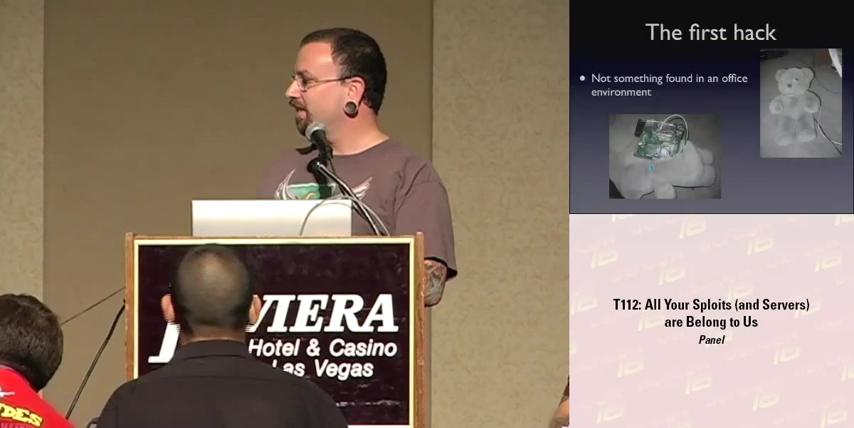 The first hack
Not something found in an office
environment
VIERA
Hotel & Casino
Las Vegas
T112: All Your Sploits (and Servers)
are Belong to Us
Panel